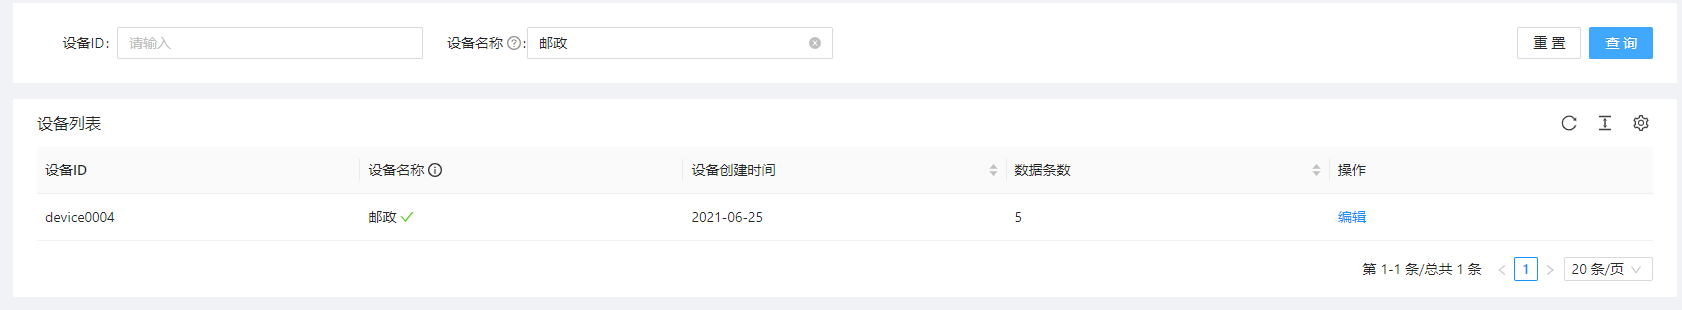 设备ID: 请输入 设备名称 : 邮政 重 置 查 询
设备列表
设备ID 设备名称 设备创建时间 数据条数 操作
device0004 邮政 2021-06-25 5 编辑
第 1-1 条/总共 1 条 < 1 > 20 条/页